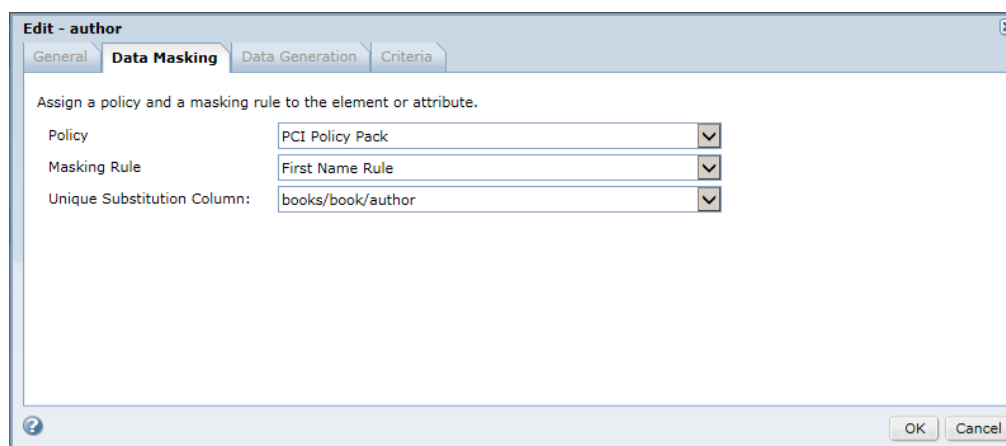 Edit - author
General Data Masking Data Generation Criteria
Assign a policy and a masking rule to the element or attribute.
Policy PCI Policy Pack
Masking Rule First Name Rule
Unique Substitution Column: books/book/author
? OK Cancel